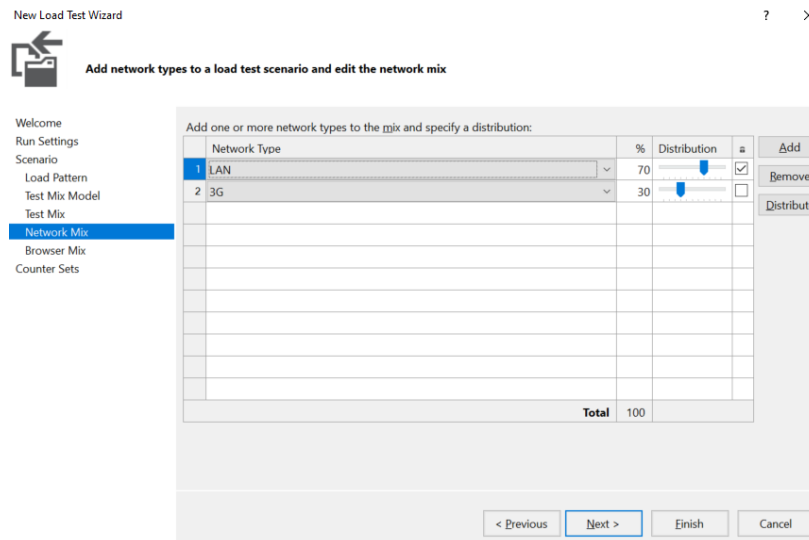 New Load Test Wizard ?
Add network types to a load test scenario and edit the network mix
Welcome
Run Settings
Scenario
Load Pattern
Test Mix Model
Test Mix
Network Mix
Browser Mix
Counter Sets
Add one or more network types to the mix and specify a distribution:
Network Type % Distribution
1 LAN 70
2 3G 30
Total 100
Add
Remove
Distribut
< Previous Next > Finish Cancel